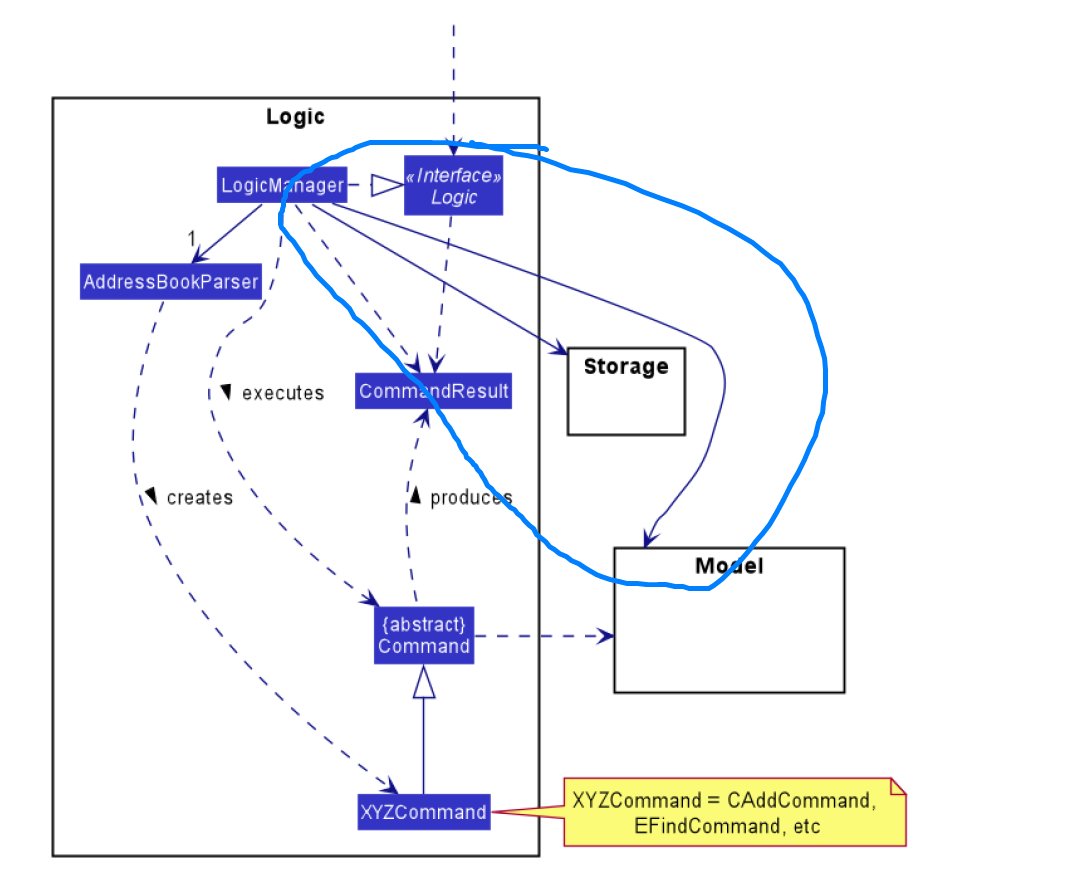 Logic
«Interface»
Logic
LogicManager
1
AddressBookParser
Storage
executes
CommandResult
creates
produces
Model
{abstract}
Command
XYZCommand
XYZCommand = CAddCommand,
EFindCommand, etc